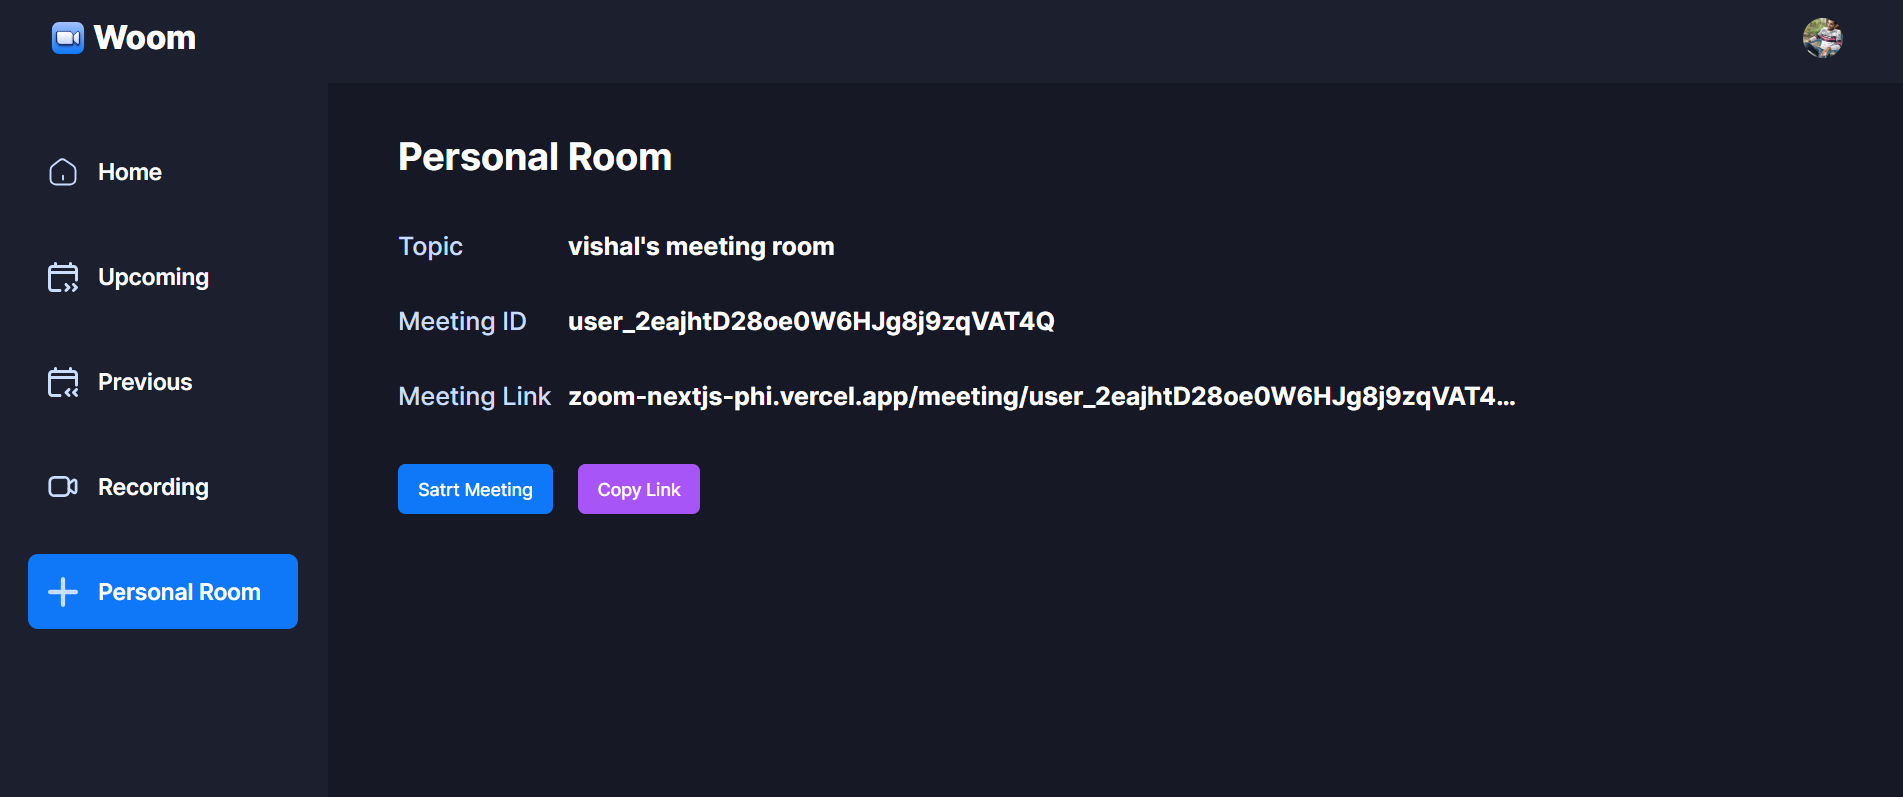 Woom
Home
Upcoming
Previous
Recording
Personal Room
Personal Room
Topic vishal's meeting room
Meeting ID user_2eajhtD28oe0W6HJg8j9zqVAT4Q
Meeting Link zoom-nextjs-phi.vercel.app/meeting/user_2eajhtD28oe0W6HJg8j9zqVAT4...
Satrt Meeting Copy Link